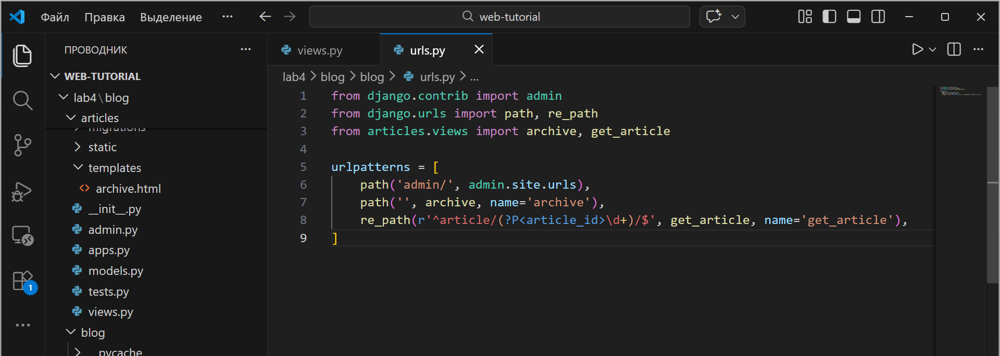 Файл Правка Выделение ··· web-tutorial
ПРОВОДНИК ···
views.py urls.py
WEB-TUTORIAL
lab4\blog
articles
migrations
static
templates
archive.html
__init__.py
admin.py
apps.py
models.py
tests.py
views.py
blog
__pycache__
1
lab4 > blog > blog > urls.py > ...
1 from django.contrib import admin
2 from django.urls import path, re_path
3 from articles.views import archive, get_article
4
5 urlpatterns = [
6     path('admin/', admin.site.urls),
7     path('', archive, name='archive'),
8     re_path(r'^article/(?P<article_id>\d+)/$', get_article, name='get_article'),
9 ]